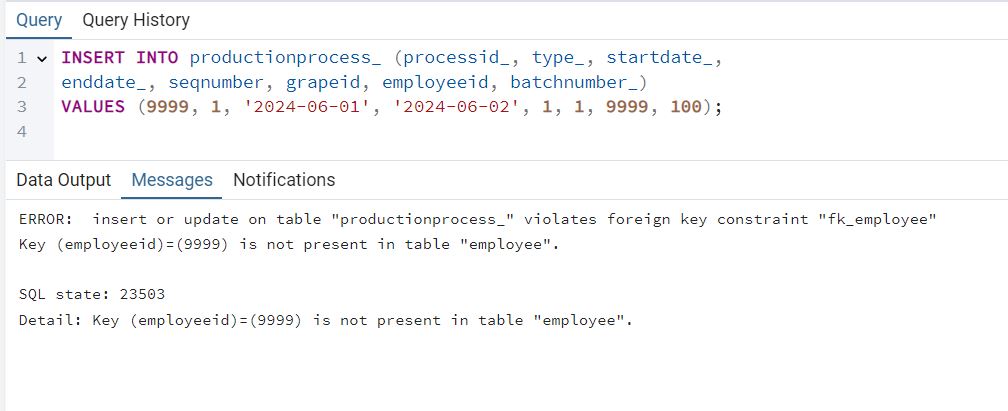 Query Query History
1 INSERT INTO productionprocess_ (processid_, type_, startdate_,
2 enddate_, seqnumber, grapeid, employeeid, batchnumber_)
3 VALUES (9999, 1, '2024-06-01', '2024-06-02', 1, 1, 9999, 100);
4
Data Output Messages Notifications
ERROR:  insert or update on table "productionprocess_" violates foreign key constraint "fk_employee"
Key (employeeid)=(9999) is not present in table "employee".
SQL state: 23503
Detail: Key (employeeid)=(9999) is not present in table "employee".